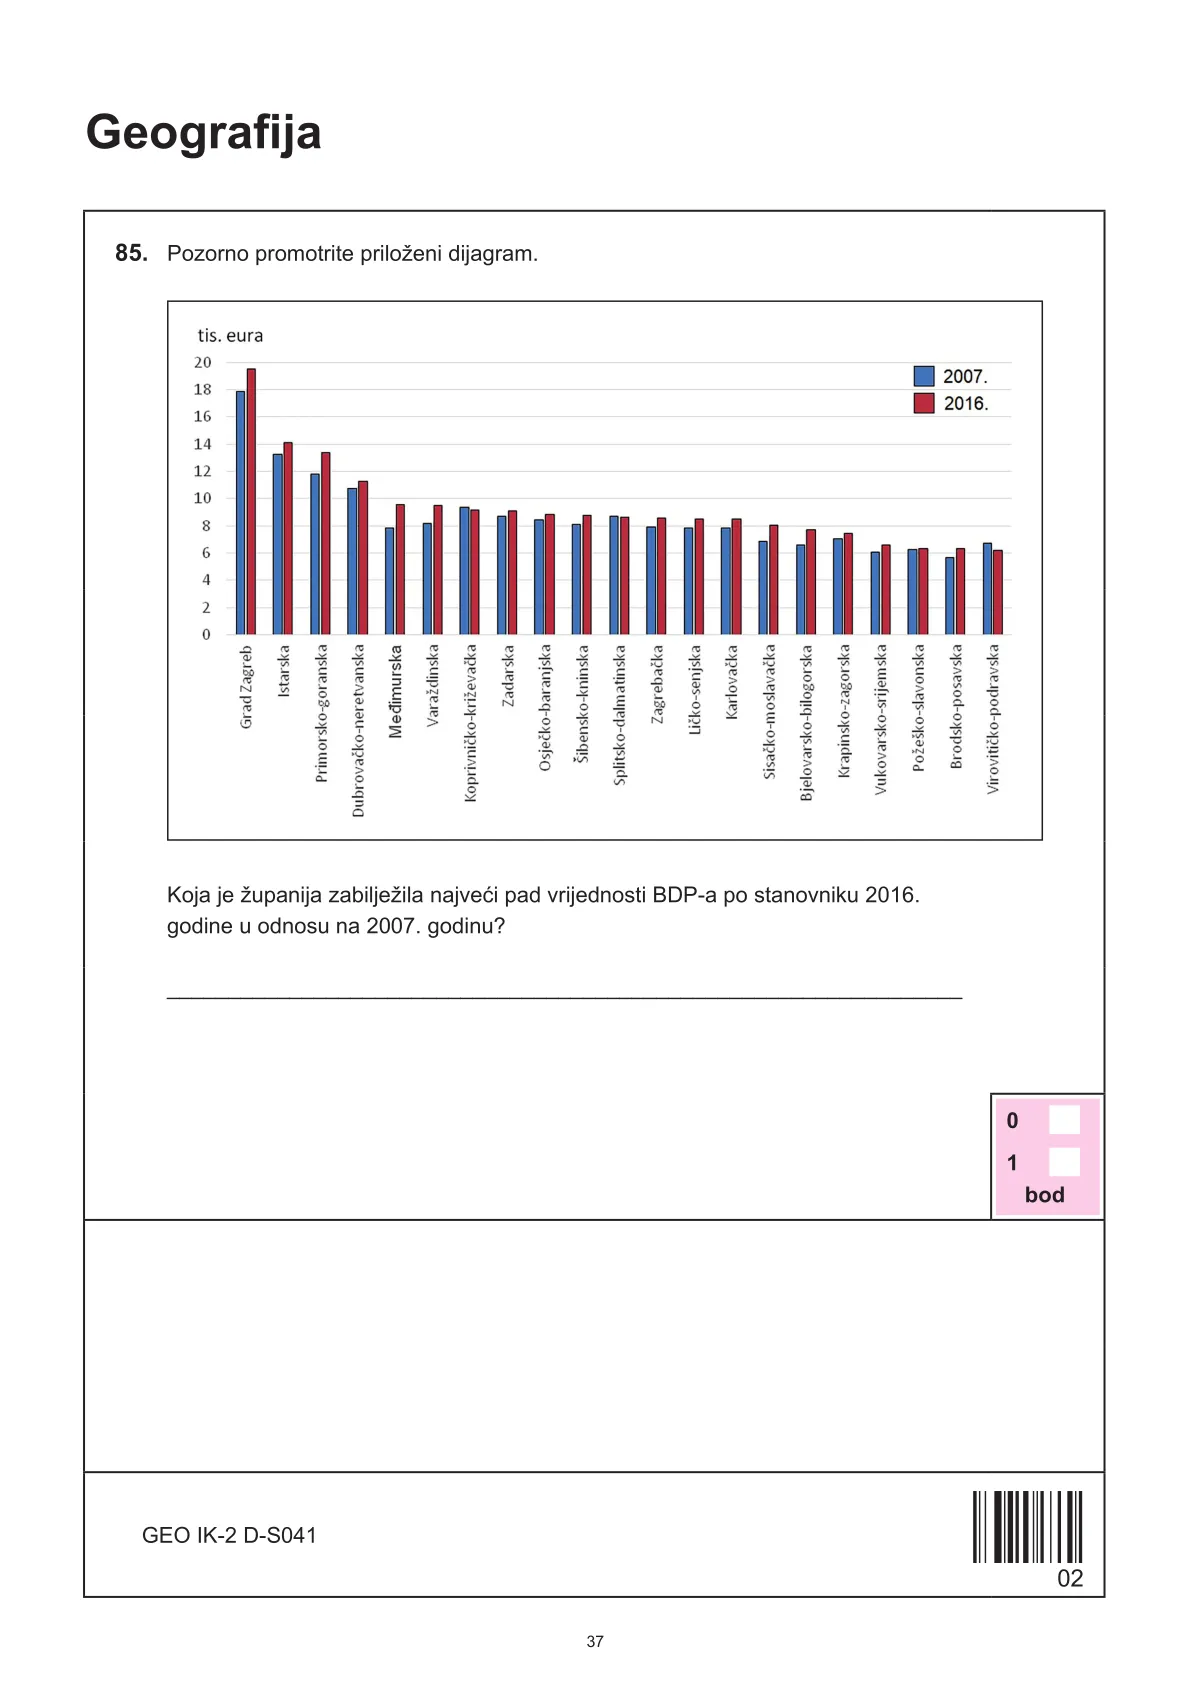 Geografija
85. Pozorno promotrite priloženi dijagram.
tis. eura
20
18
16
14
12
10
8
6
4
2
0
2007.
2016.
Grad Zagreb
Istarska
Primorsko-goranska
Dubrovačko-neretvanska
Međimurska
Varaždinska
Koprivničko-križevačka
Zadarska
Osječko-baranjska
Šibensko-kninska
Splitsko-dalmatinska
Zagrebačka
Ličko-senjska
Karlovačka
Sisačko-moslavačka
Bjelovarsko-bilogorska
Krapinsko-zagorska
Vukovarsko-srijemska
Požeško-slavonska
Brodsko-posavska
Virovitičko-podravska
Koja je županija zabilježila najveći pad vrijednosti BDP-a po stanovniku 2016.
godine u odnosu na 2007. godinu?
0
1
bod
GEO IK-2 D-S041
02
37